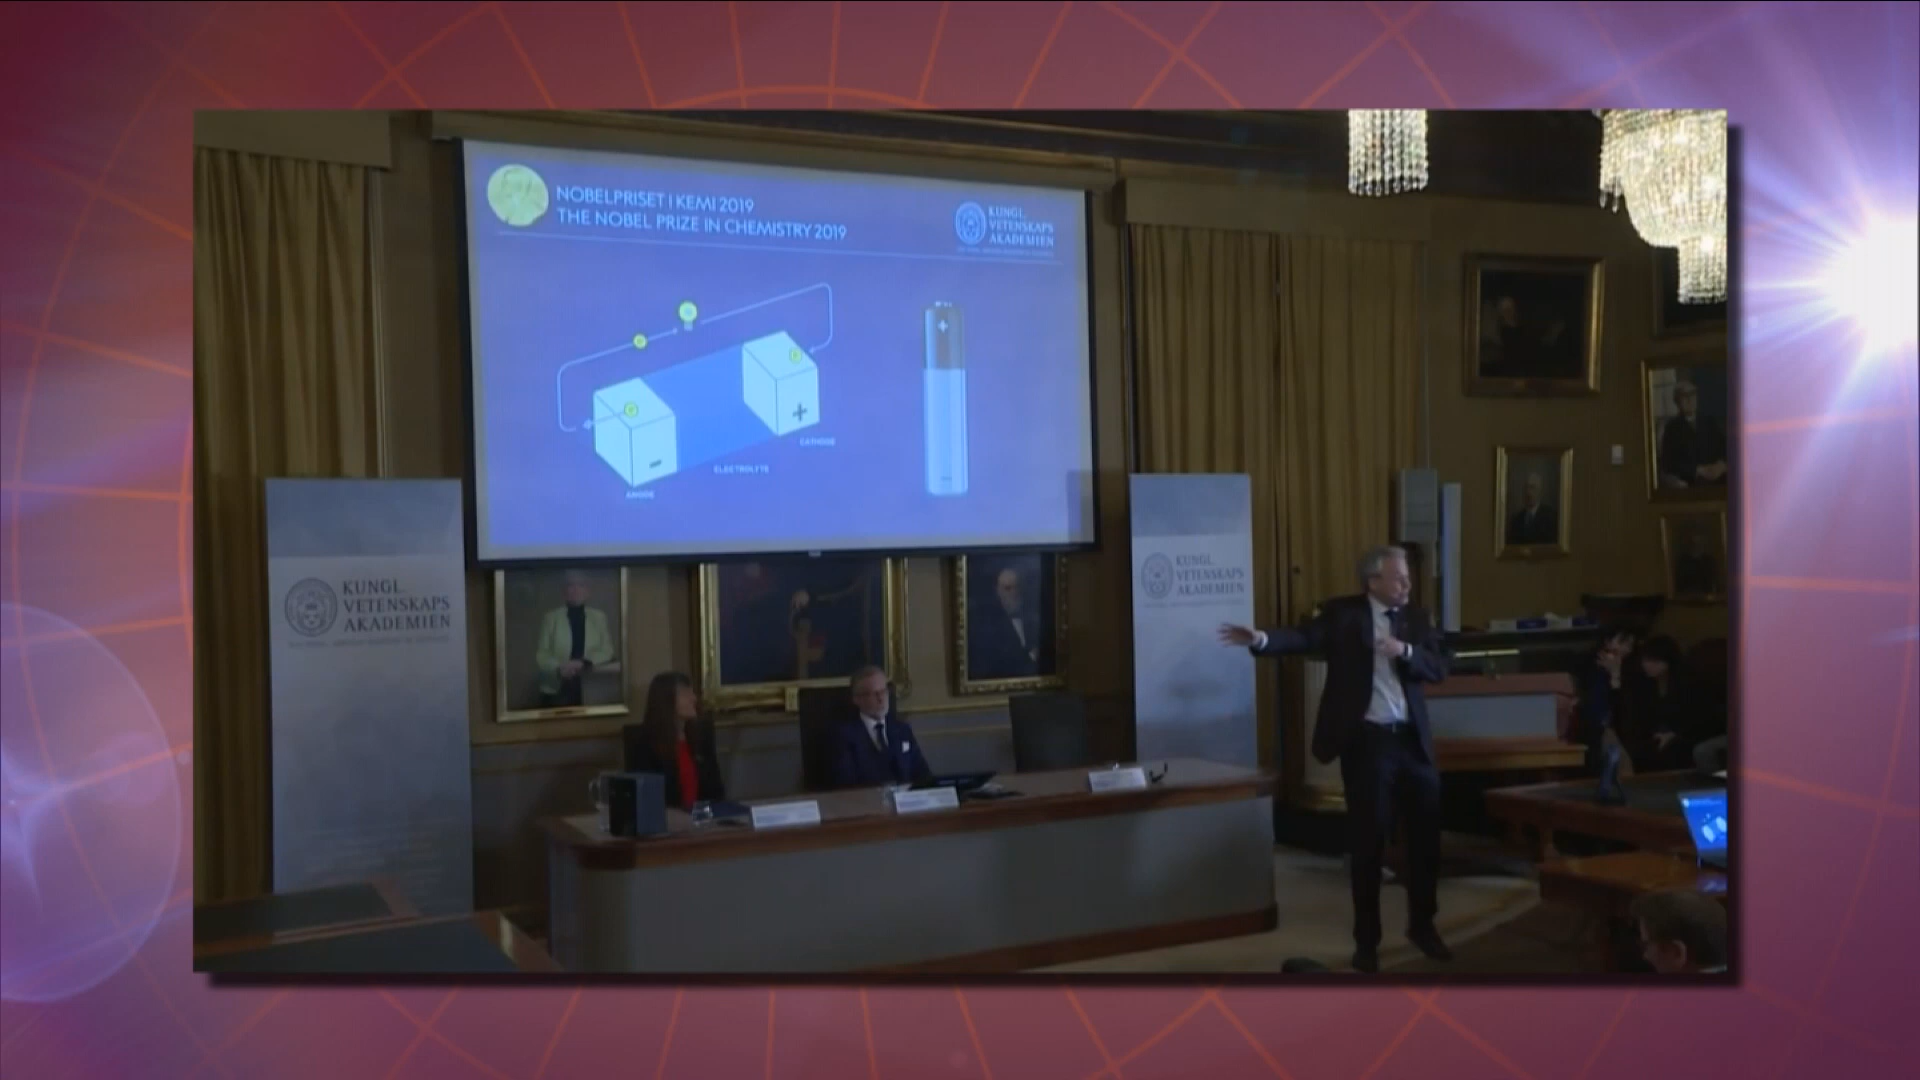 NOBELPRISET I KEMI 2019
THE NOBEL PRIZE IN CHEMISTRY 2019
KUNGL.
VETENSKAPS
AKADEMIEN
+
+
-
CATHODE
ELECTROLYTE
ANODE
KUNGL.
VETENSKAPS
AKADEMIEN
KUNGL.
VETENSKAPS
AKADEMIEN